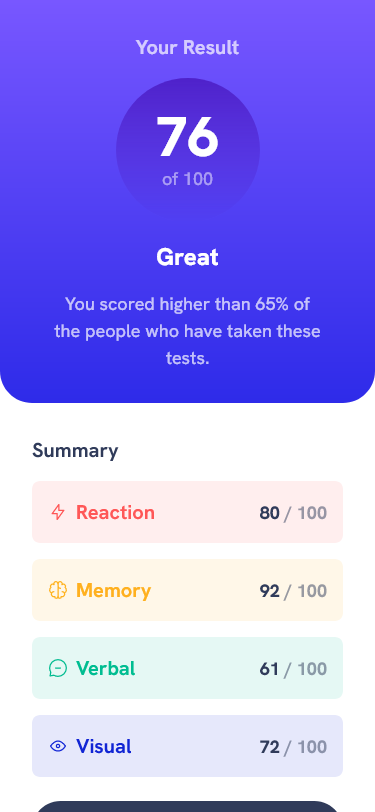 Your Result
76
of 100
Great
You scored higher than 65% of
the people who have taken these
tests.
Summary
Reaction 80 / 100
Memory 92 / 100
Verbal 61 / 100
Visual 72 / 100